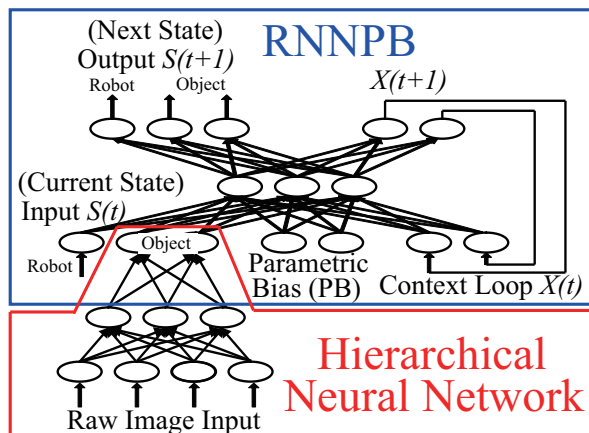 (Next State)
RNNPB
Output S(t+1)
X(t+1)
Robot
Object
(Current State)
Input S(t)
Object
Robot
Parametric
Bias (PB)
Context Loop X(t)
Hierarchical
Neural Network
Raw Image Input